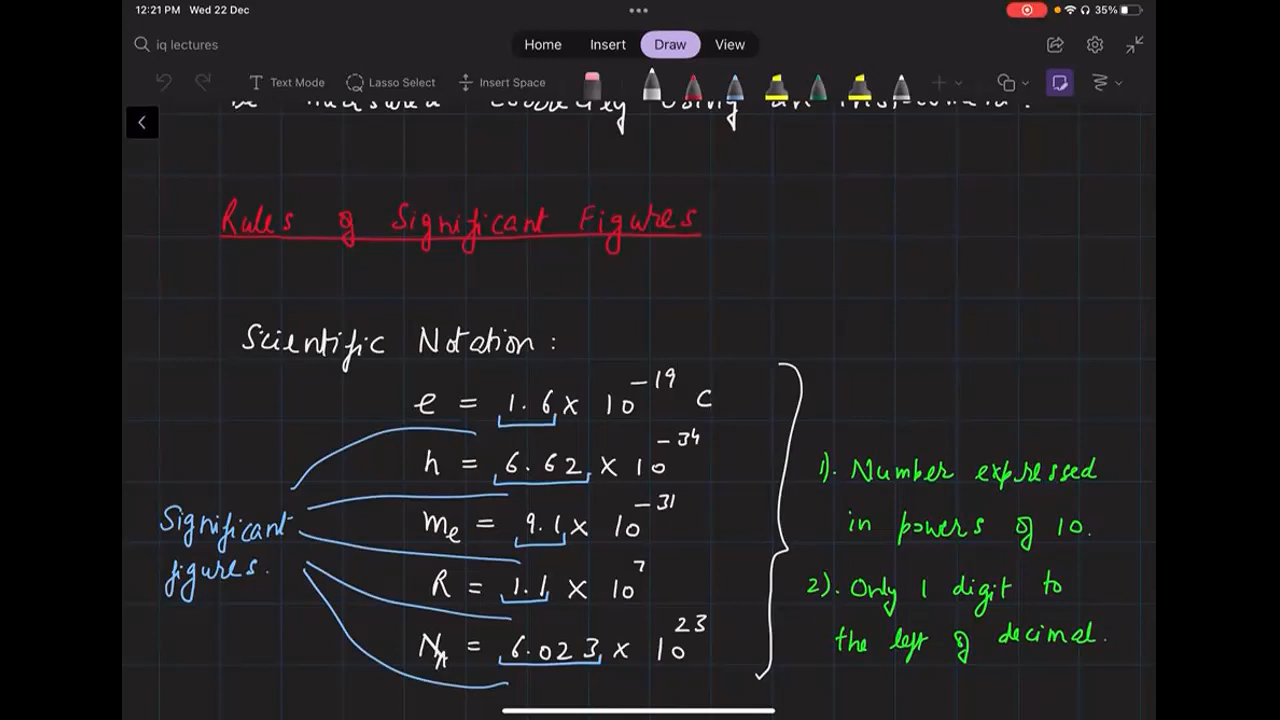 12:21 PM Wed 22 Dec
35%
iq lectures
Home Insert Draw View
Text Mode Lasso Select Insert Space
Rules of Significant Figures
Scientific Notation :
e = 1.6 x 10^-19 C
h = 6.62 x 10^-34
me = 9.1 x 10^-31
R = 1.1 x 10^7
NA = 6.023 x 10^23
Significant
figures.
1). Number expressed
in powers of 10.
2). Only 1 digit to
the left of decimal.